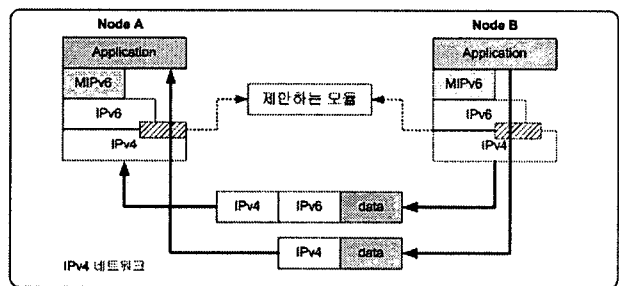 Node A
Node B
Application
Application
MIPv6
MIPv6
제안하는 모듈
IPv6
IPv6
IPv4
IPv4
IPv4 IPv6 data
IPv4 data
IPv4 네트워크